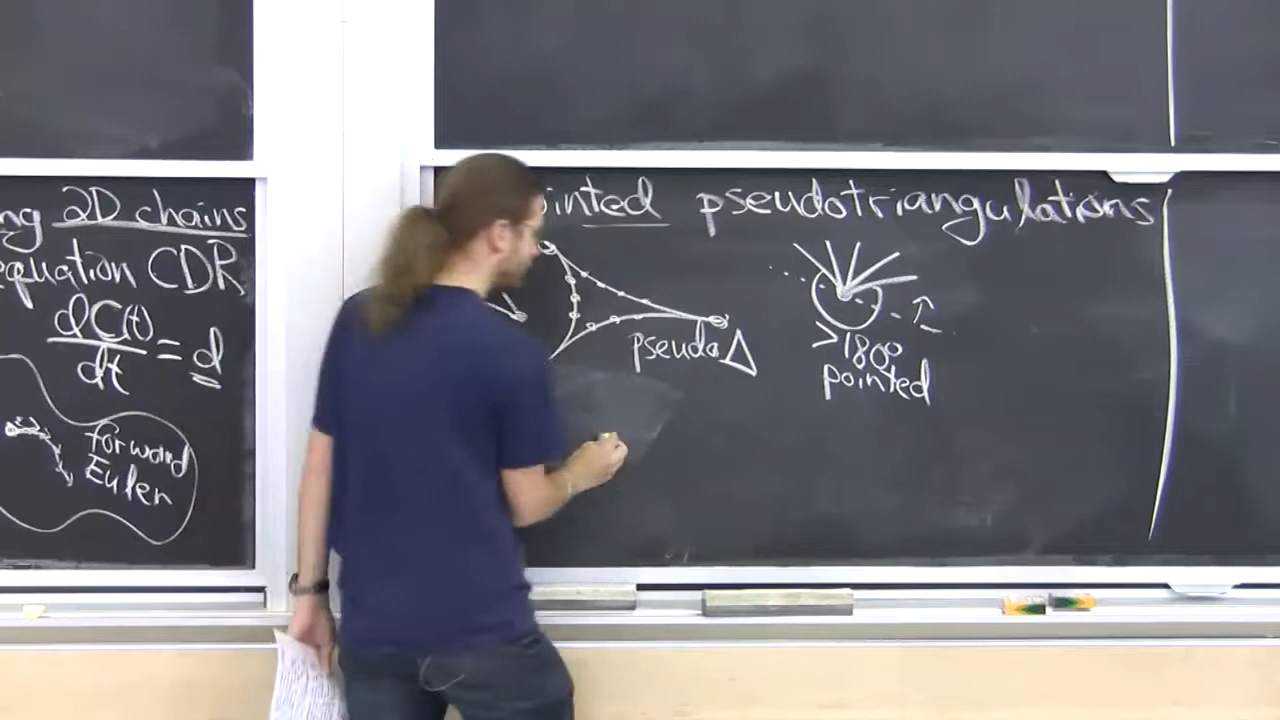 ng 2D chains
equation CDR
dC(t)
dt
= d
forward
Euler
inted pseudotriangulations
pseudo Δ
>180°
pointed